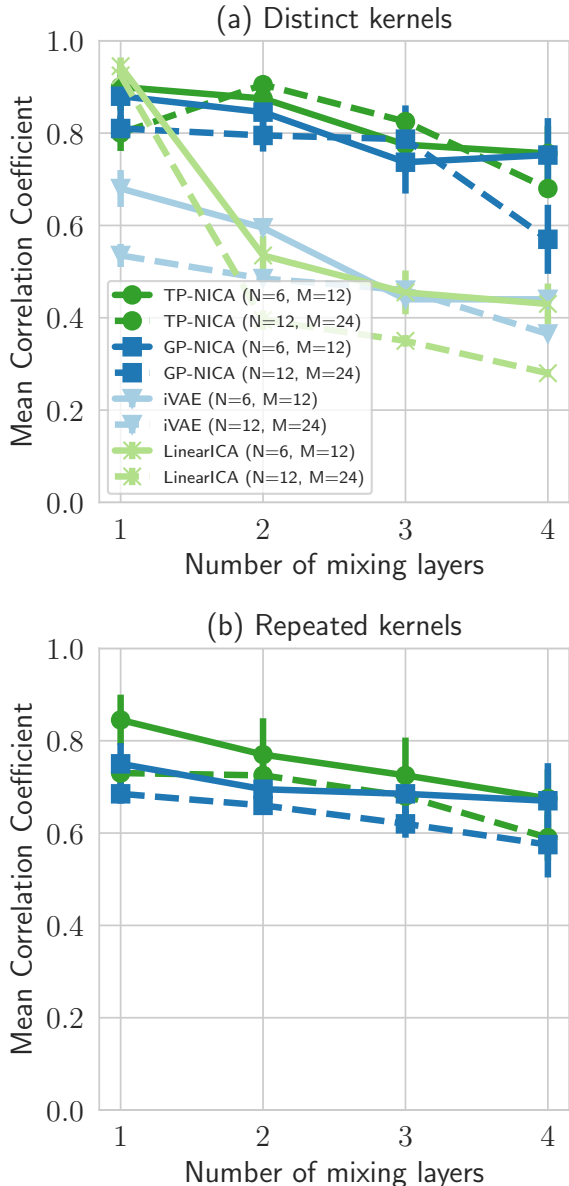 (a) Distinct kernels
Mean Correlation Coefficient
1.0
0.8
0.6
0.4
0.2
0.0
TP-NICA (N=6, M=12)
TP-NICA (N=12, M=24)
GP-NICA (N=6, M=12)
GP-NICA (N=12, M=24)
iVAE (N=6, M=12)
iVAE (N=12, M=24)
LinearICA (N=6, M=12)
LinearICA (N=12, M=24)
1 2 3 4
Number of mixing layers
(b) Repeated kernels
Mean Correlation Coefficient
1.0
0.8
0.6
0.4
0.2
0.0
1 2 3 4
Number of mixing layers